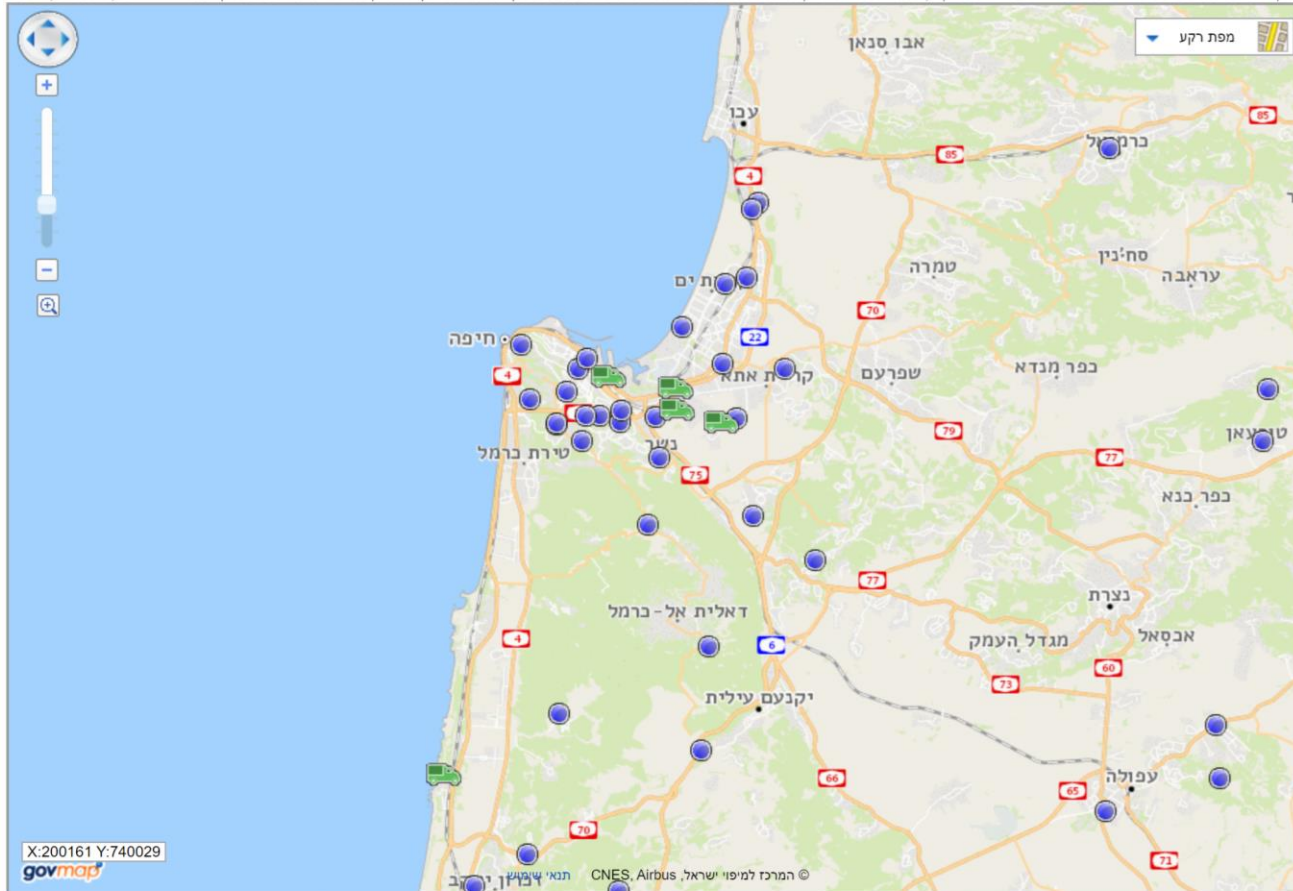 מפת רקע
אבו סנאן
עכו
85
כרמיאל
85
4
סח'נין
טמרה
עראבה
ת ים
70
22
חיפה
4
שפרעם
כפר מנדא
אתא
79
טירת כרמל
נשר
75
77
כפר כנא
77
נצרת
דאלית אל-כרמל
4
6
מגדל העמק
אכסאל
60
73
יקנעם עילית
66
עפולה
65
70
71
X:200161 Y:740029
govmap
תנאי שימוש
© המרכז למיפוי ישראל, CNES, Airbus